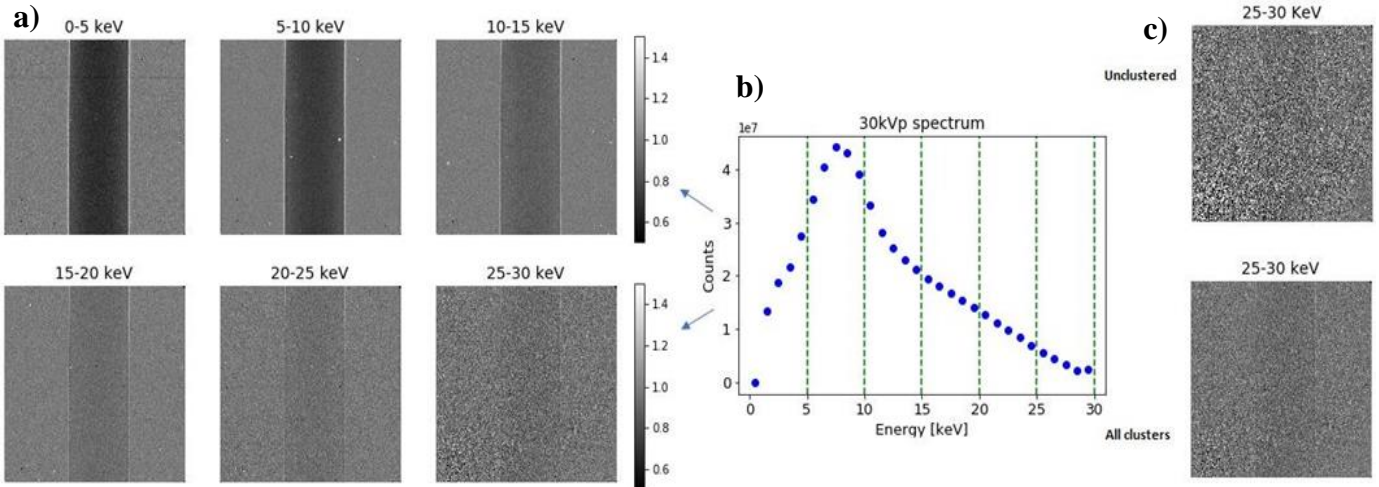 a)
0-5 keV
5-10 keV
10-15 keV
1.4
1.2
1.0
0.8
0.6
15-20 keV
20-25 keV
25-30 keV
1.4
1.2
1.0
0.8
0.6
b)
30kVp spectrum
1e7
Counts
4
3
2
1
0
0 5 10 15 20 25 30
Energy [keV]
c)
25-30 KeV
Unclustered
25-30 keV
All clusters